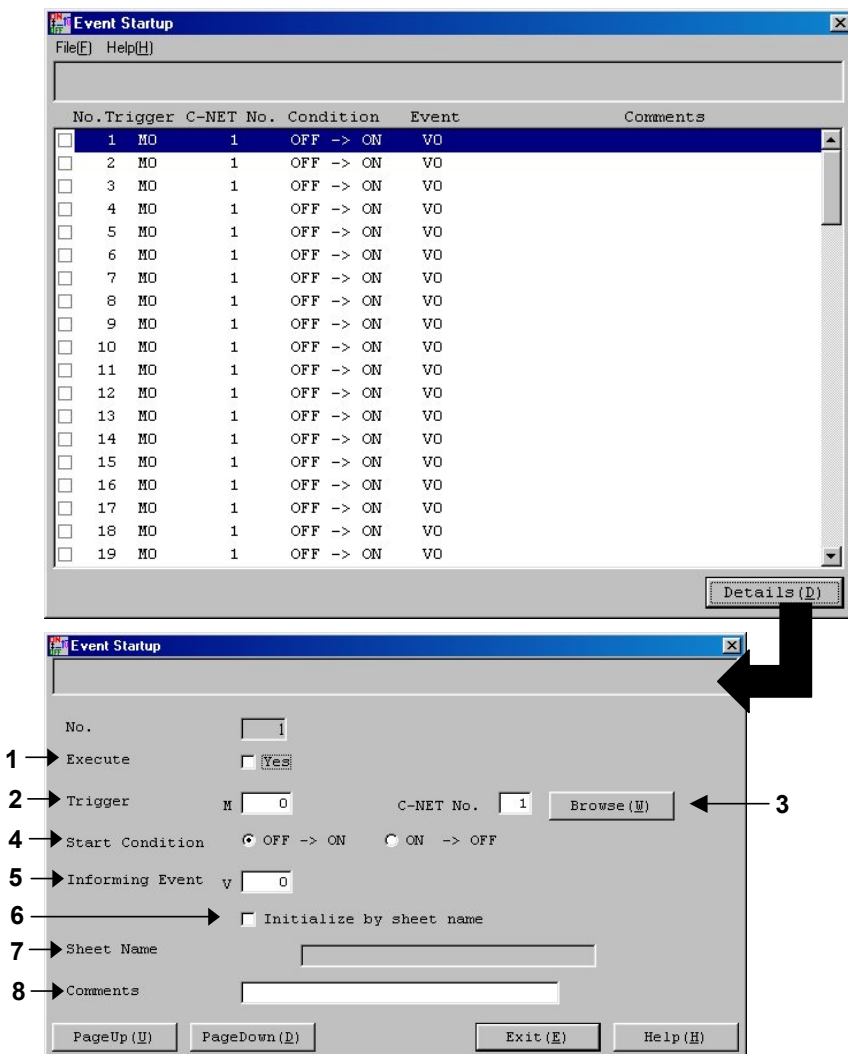 Event Startup
File(F) Help(H)
No. Trigger C-NET No. Condition Event Comments
1 M0 1 OFF -> ON V0
2 M0 1 OFF -> ON V0
3 M0 1 OFF -> ON V0
4 M0 1 OFF -> ON V0
5 M0 1 OFF -> ON V0
6 M0 1 OFF -> ON V0
7 M0 1 OFF -> ON V0
8 M0 1 OFF -> ON V0
9 M0 1 OFF -> ON V0
10 M0 1 OFF -> ON V0
11 M0 1 OFF -> ON V0
12 M0 1 OFF -> ON V0
13 M0 1 OFF -> ON V0
14 M0 1 OFF -> ON V0
15 M0 1 OFF -> ON V0
16 M0 1 OFF -> ON V0
17 M0 1 OFF -> ON V0
18 M0 1 OFF -> ON V0
19 M0 1 OFF -> ON V0
Details(D)
Event Startup
No. 1
1 Execute Yes
2 Trigger M 0 C-NET No. 1 Browse(W) 3
4 Start Condition OFF -> ON ON -> OFF
5 Informing Event V 0
6 Initialize by sheet name
7 Sheet Name
8 Comments
PageUp(U) PageDown(D) Exit(E) Help(H)